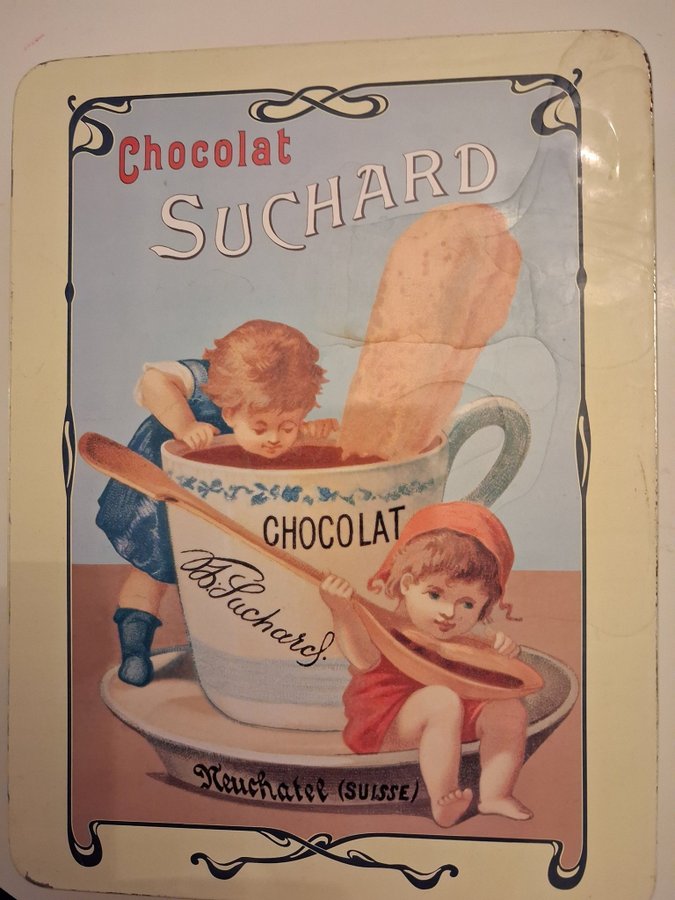 Chocolat
SUCHARD
CHOCOLAT
Ph. Suchard.
Neuchatel (SUISSE)